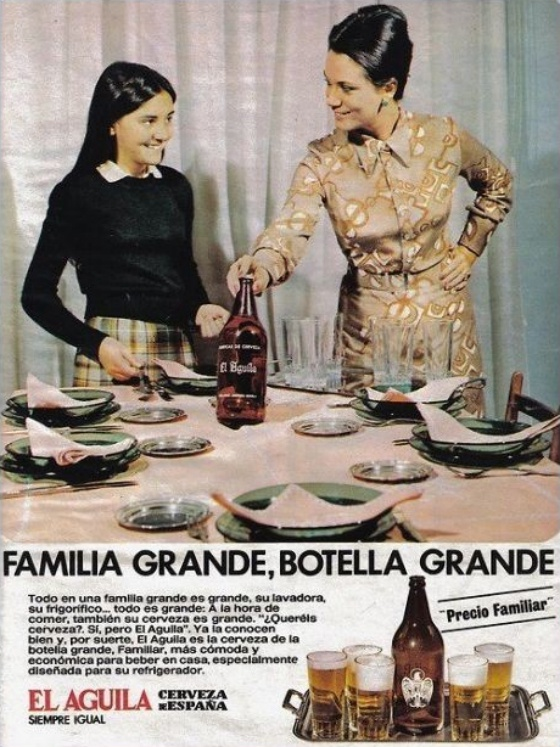 El Aguila
FAMILIA GRANDE, BOTELLA GRANDE
Todo en una familia grande es grande, su lavadora,
su frigorífico... todo es grande: A la hora de
comer, también su cerveza es grande. "¿Queréis
cerveza?. Sí, pero El Aguila". Ya la conocen
bien y, por suerte, El Aguila es la cerveza de la
botella grande, Familiar, más cómoda y
económica para beber en casa, especialmente
diseñada para su refrigerador.
"Precio Familiar"
EL AGUILA CERVEZA DE ESPAÑA
SIEMPRE IGUAL